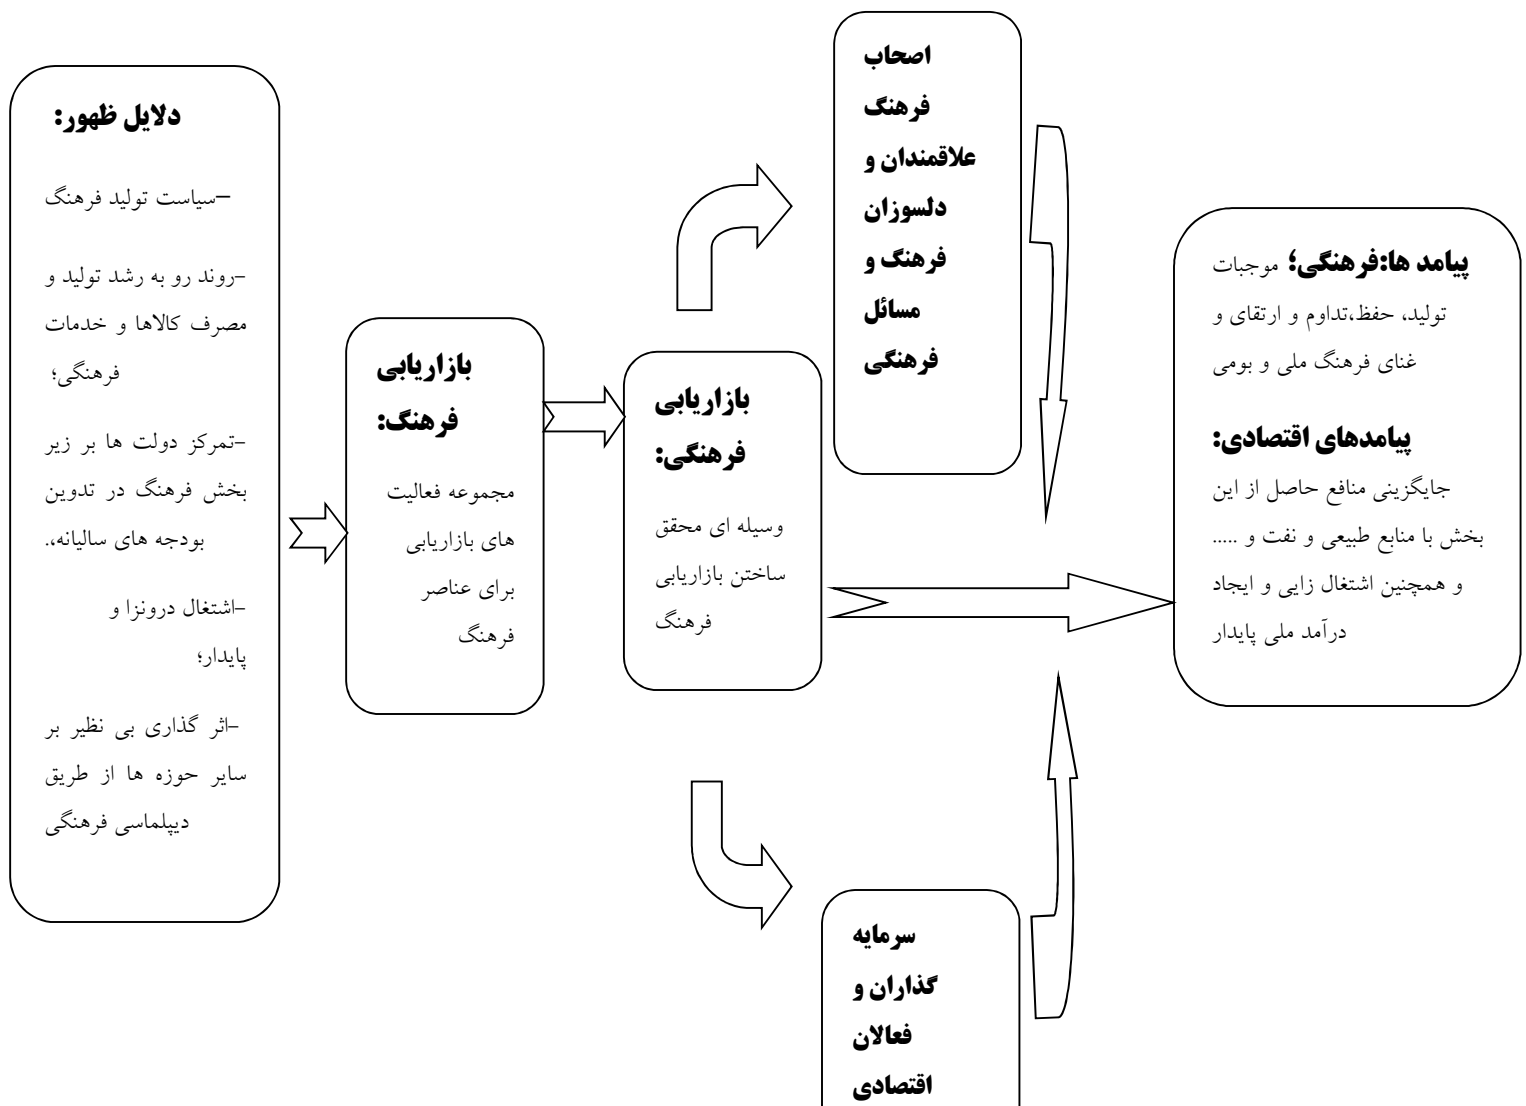 دلایل ظهور:
–سیاست تولید فرهنگ
–روند رو به رشد تولید و
مصرف کالاها و خدمات
فرهنگی؛
–تمرکز دولت ها بر زیر
بخش فرهنگ در تدوین
بودجه های سالیانه،.
–اشتغال درونزا و
پایدار؛
–اثر گذاری بی نظیر بر
سایر حوزه ها از طریق
دیپلماسی فرهنگی
بازاریابی
فرهنگ:
مجموعه فعالیت
های بازاریابی
برای عناصر
فرهنگ
بازاریابی
فرهنگی:
وسیله ای محقق
ساختن بازاریابی
فرهنگ
اصحاب
فرهنگ
علاقمندان و
دلسوزان
فرهنگ و
مسائل
فرهنگی
سرمایه
گذاران و
فعالان
اقتصادی
پیامد ها:فرهنگی؛ موجبات
تولید، حفظ،تداوم و ارتقای و
غنای فرهنگ ملی و بومی
پیامدهای اقتصادی:
جایگزینی منافع حاصل از این
بخش با منابع طبیعی و نفت و .....
و همچنین اشتغال زایی و ایجاد
درآمد ملی پایدار